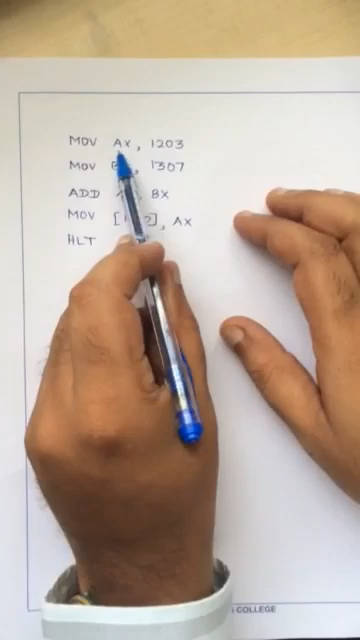 MOV AX, 1203
MOV , 1307
ADD BX
MOV [ ], AX
HLT
COLLEGE